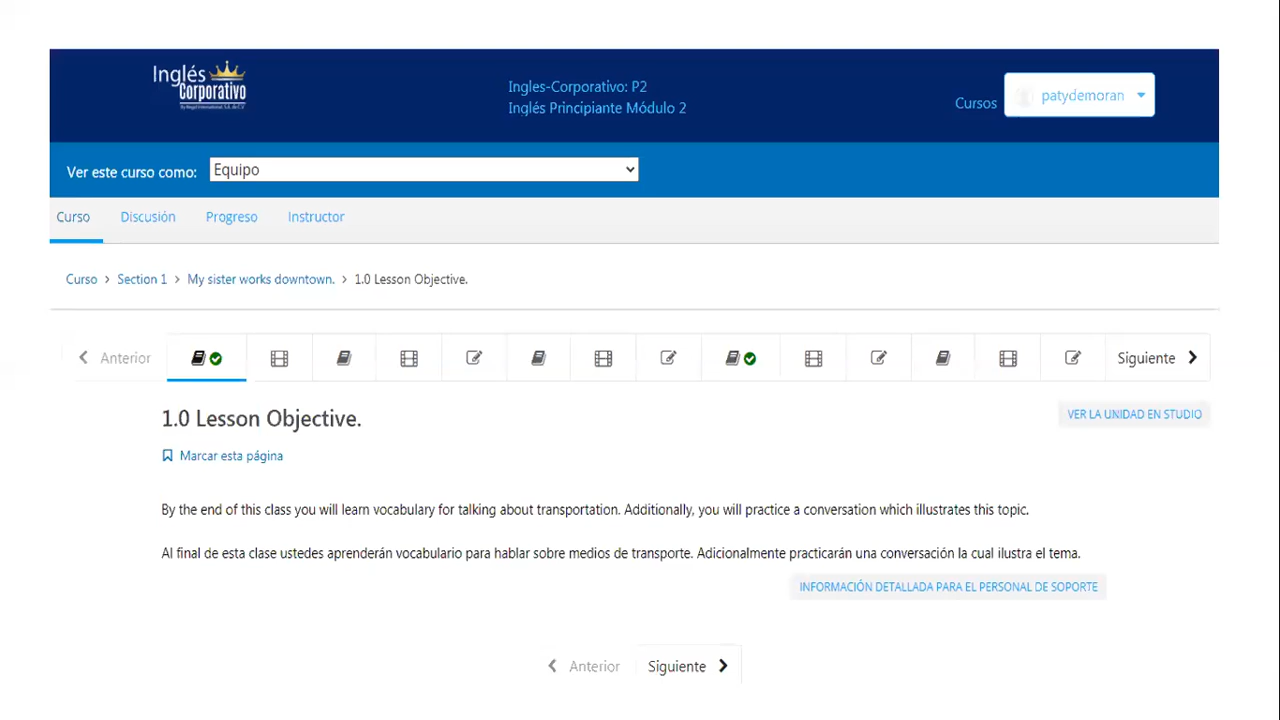 Inglés
Corporativo
Ingles-Corporativo: P2
Inglés Principiante Módulo 2
Cursos
patydemoran
Ver este curso como:
Equipo
Curso
Discusión
Progreso
Instructor
Curso > Section 1 > My sister works downtown. > 1.0 Lesson Objective.
Anterior
Siguiente
1.0 Lesson Objective.
VER LA UNIDAD EN STUDIO
Marcar esta página
By the end of this class you will learn vocabulary for talking about transportation. Additionally, you will practice a conversation which illustrates this topic.
Al final de esta clase ustedes aprenderán vocabulario para hablar sobre medios de transporte. Adicionalmente practicarán una conversación la cual ilustra el tema.
INFORMACIÓN DETALLADA PARA EL PERSONAL DE SOPORTE
Anterior
Siguiente